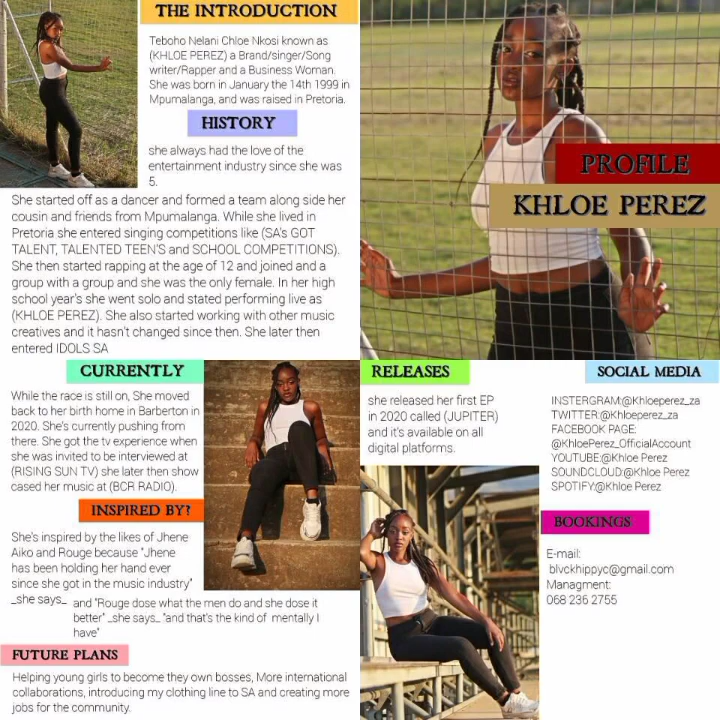 THE INTRODUCTION
Teboho Nelani Chloe Nkosi known as
(KHLOE PEREZ) a Brand/singer/Song
writer/Rapper and a Business Woman.
She was born in January the 14th 1999 in
Mpumalanga, and was raised in Pretoria.
HISTORY
she always had the love of the
entertainment industry since she was
5.
She started off as a dancer and formed a team along side her
cousin and friends from Mpumalanga. While she lived in
Pretoria she entered singing competitions like (SA's GOT
TALENT, TALENTED TEEN'S and SCHOOL COMPETITIONS).
She then started rapping at the age of 12 and joined and a
group with a group and she was the only female. In her high
school year's she went solo and stated performing live as
(KHLOE PEREZ). She also started working with other music
creatives and it hasn't changed since then. She later then
entered IDOLS SA
PROFILE
KHLOE PEREZ
CURRENTLY
While the race is still on, She moved
back to her birth home in Barberton in
2020. She's currently pushing from
there. She got the tv experience when
she was invited to be interviewed at
(RISING SUN TV) she later then show
cased her music at (BCR RADIO).
INSPIRED BY?
She's inspired by the likes of Jhene
Aiko and Rouge because "Jhene
has been holding her hand ever
since she got in the music industry"
_she says_ and "Rouge dose what the men do and she dose it
better" _she says_ "and that's the kind of mentally I
have"
FUTURE PLANS
Helping young girls to become they own bosses, More international
collaborations, introducing my clothing line to SA and creating more
jobs for the community.
RELEASES
she released her first EP
in 2020 called (JUPITER)
and it's available on all
digital platforms.
SOCIAL MEDIA
INSTERGRAM:@Khloeperez_za
TWITTER:@Khloeperez_za
FACEBOOK PAGE:
@KhloePerez_OfficialAccount
YOUTUBE:@Khloe Perez
SOUNDCLOUD:@Khloe Perez
SPOTIFY:@Khloe Perez
BOOKINGS
E-mail:
blvckhippyc@gmail.com
Managment:
068 236 2755